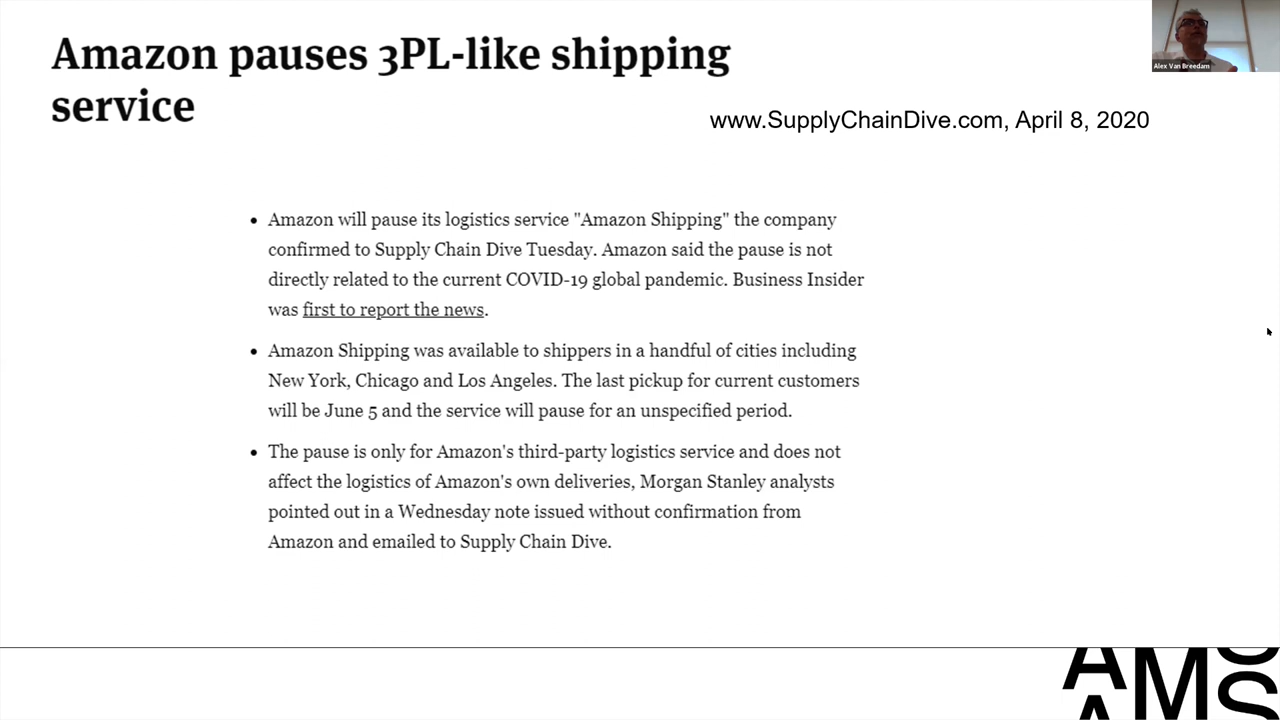 Amazon pauses 3PL-like shipping
service
Alex Van Breedam
www.SupplyChainDive.com, April 8, 2020
• Amazon will pause its logistics service "Amazon Shipping" the company
confirmed to Supply Chain Dive Tuesday. Amazon said the pause is not
directly related to the current COVID-19 global pandemic. Business Insider
was first to report the news.
• Amazon Shipping was available to shippers in a handful of cities including
New York, Chicago and Los Angeles. The last pickup for current customers
will be June 5 and the service will pause for an unspecified period.
• The pause is only for Amazon's third-party logistics service and does not
affect the logistics of Amazon's own deliveries, Morgan Stanley analysts
pointed out in a Wednesday note issued without confirmation from
Amazon and emailed to Supply Chain Dive.
AMS
AMS